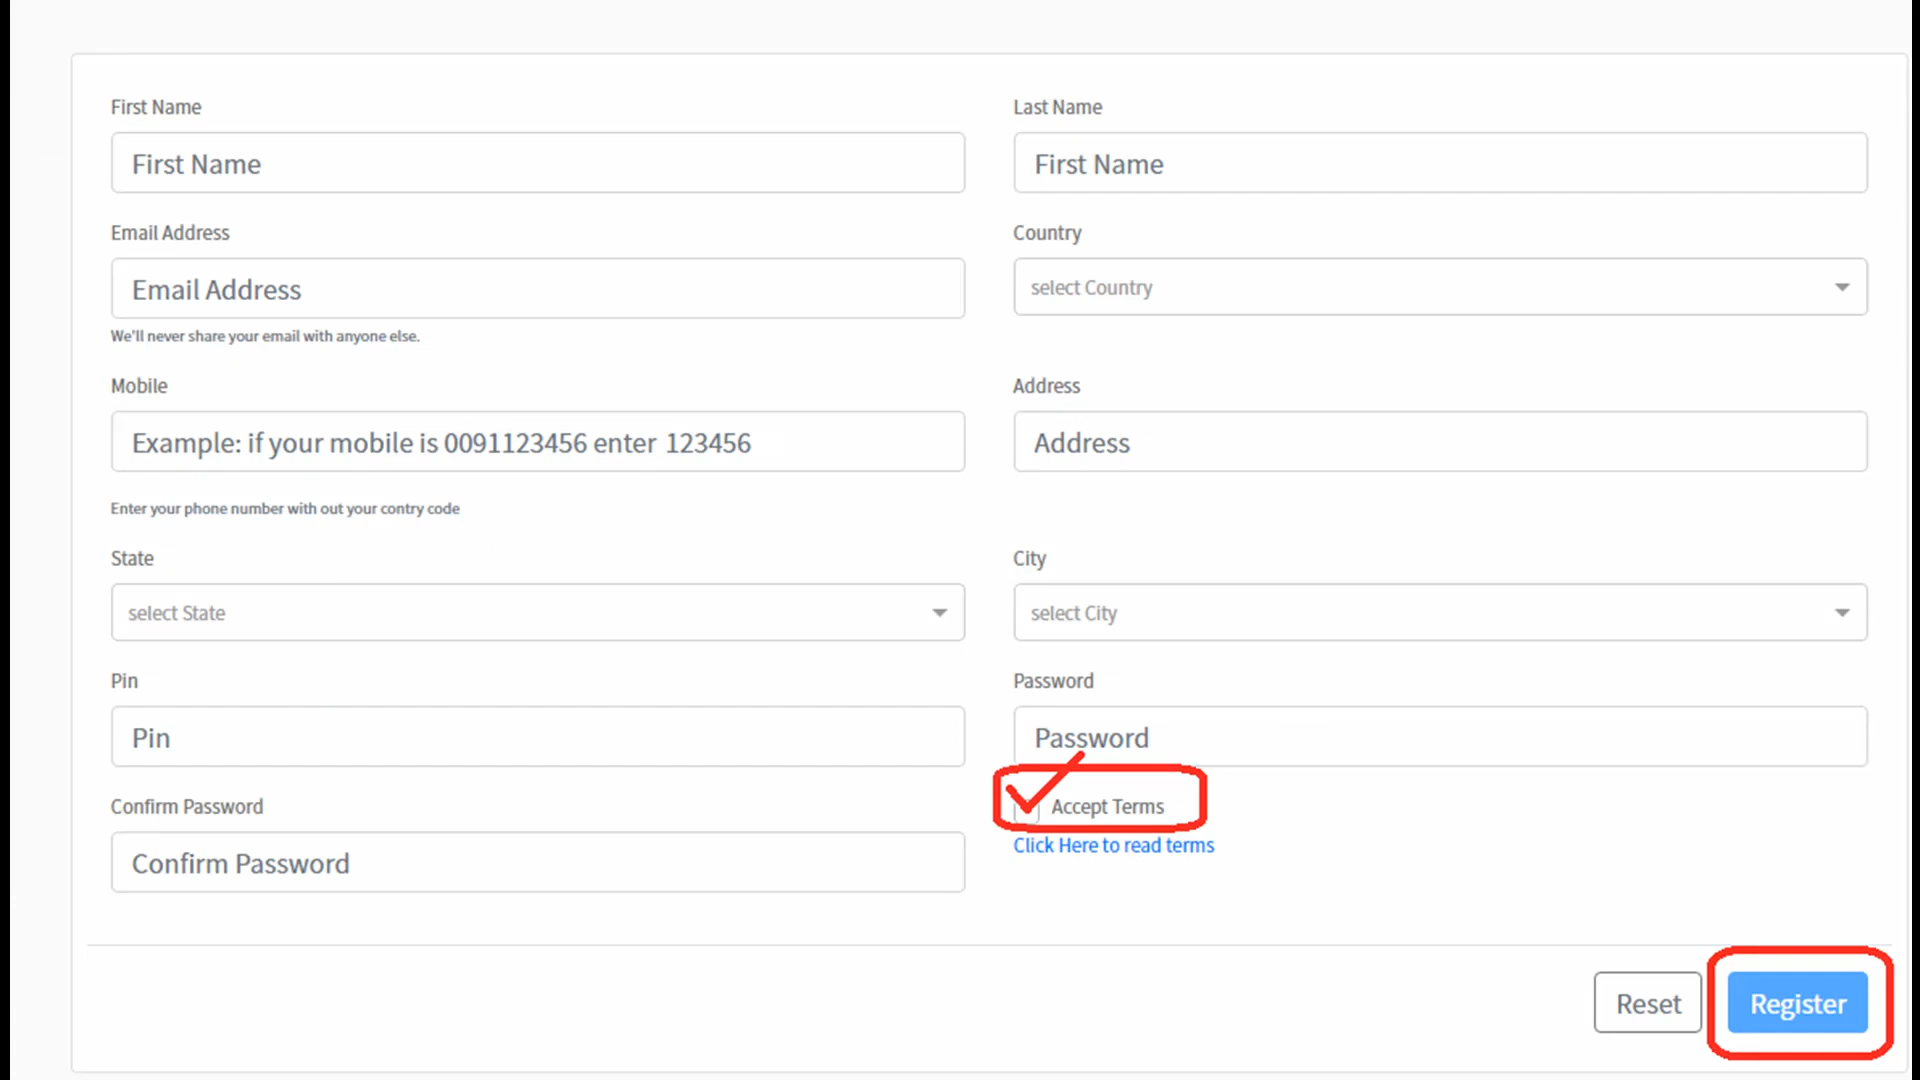 First Name
Last Name
First Name
First Name
Email Address
Country
Email Address
select Country
We'll never share your email with anyone else.
Mobile
Address
Example: if your mobile is 0091123456 enter 123456
Address
Enter your phone number with out your contry code
State
City
select State
select City
Pin
Password
Pin
Password
Confirm Password
Accept Terms
Click Here to read terms
Confirm Password
Reset
Register